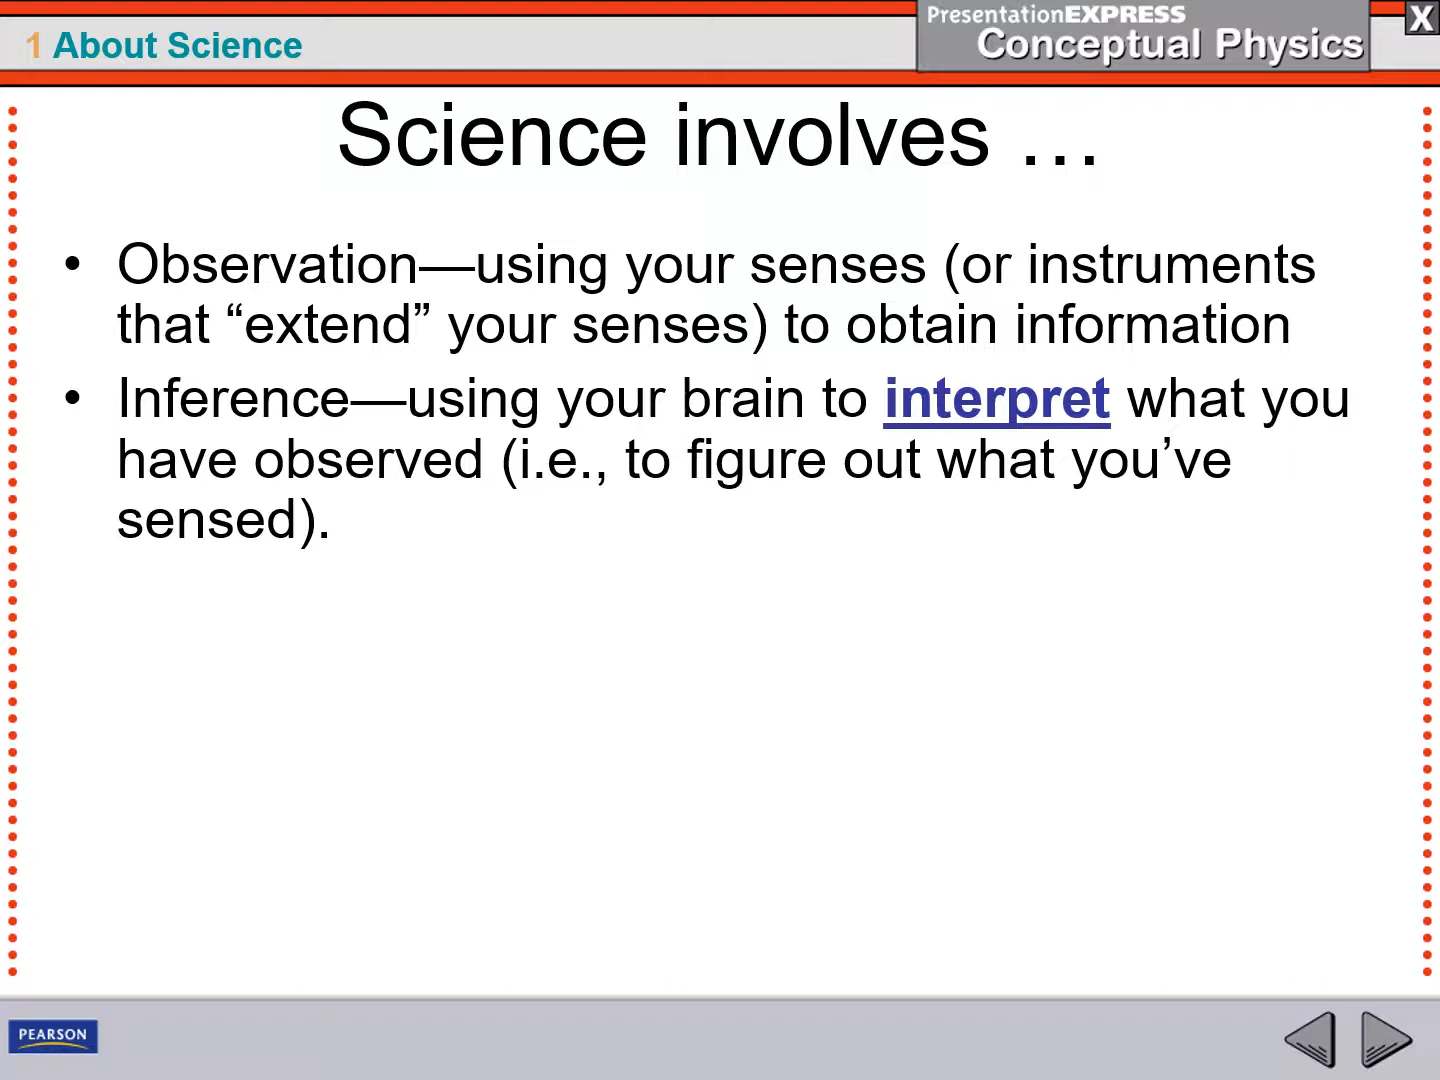 1 About Science
PresentationEXPRESS
Conceptual Physics
X
Science involves …
• Observation—using your senses (or instruments
that “extend” your senses) to obtain information
• Inference—using your brain to interpret what you
have observed (i.e., to figure out what you’ve
sensed).
PEARSON